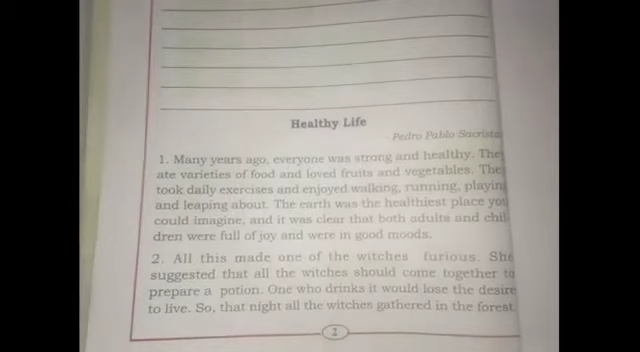 Healthy Life
- Pedro Pablo Sacrista
1. Many years ago, everyone was strong and healthy. They
ate varieties of food and loved fruits and vegetables. The
took daily exercises and enjoyed walking, running, playing
and leaping about. The earth was the healthiest place you
could imagine, and it was clear that both adults and chil-
dren were full of joy and were in good moods.
2. All this made one of the witches furious. She
suggested that all the witches should come together to
prepare a potion. One who drinks it would lose the desire
to live. So, that night all the witches gathered in the forest
2